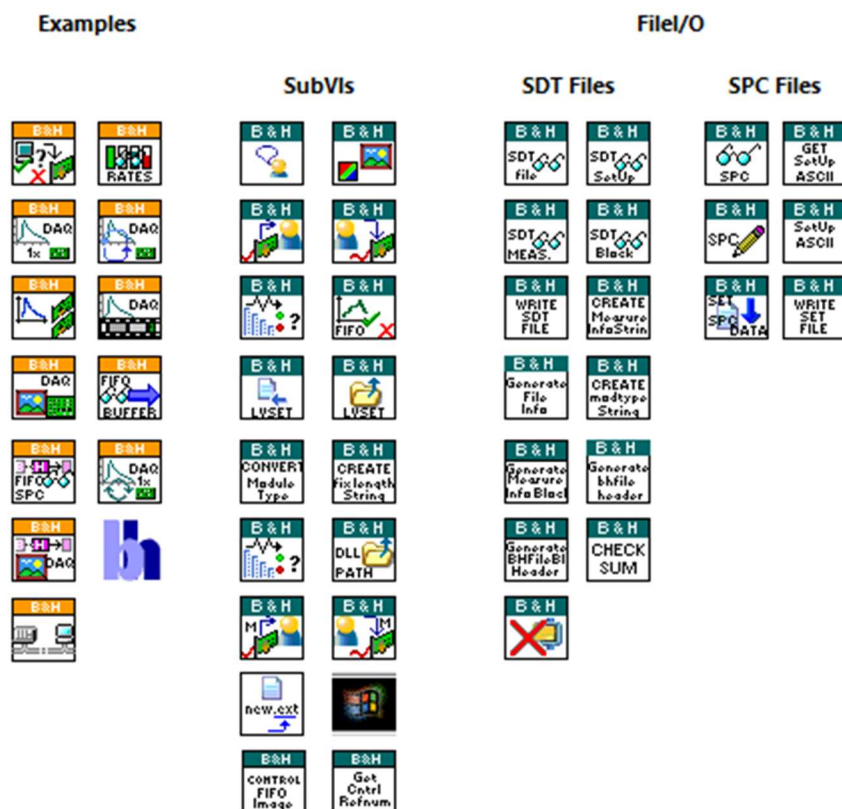 Examples
FileI/O
SubVIs
SDT Files
SPC Files
B&H
B&H
RATES
B&H
DAQ
1x
B&H
DAQ
B&H
B&H
DAQ
B&H
DAQ
B&H
FIFO
BUFFER
B&H
FIFO
SPC
B&H
DAQ
1x
B&H
DAQ
bh
B&H
B & H
?
B & H
B & H
B & H
B & H
?
B & H
FIFO
B & H
LVSET
B & H
LVSET
B & H
CONVERT
Module
Type
B & H
CREATE
fixlength
String
B & H
?
B & H
DLL
PATH
B & H
M
B & H
M
new.ext
B&H
CONTROL
FIFO
Image
B&H
Get
Cntrl
Refnum
B & H
SDT
file
B & H
SDT
SetUp
B & H
SDT
MEAS.
B & H
SDT
Block
B & H
WRITE
SDT
FILE
B & H
CREATE
Measure
InfoStrin
B & H
Generate
File
Info
B & H
CREATE
modtype
String
B & H
Generate
Measure
InfoBlocl
B & H
Generate
bhfile
header
B & H
Generate
BHFileBl
Header
B & H
CHECK
SUM
B & H
B & H
SPC
B & H
GET
SetUp
ASCII
B & H
SPC
B & H
SetUp
ASCII
B & H
SET
SPC
DATA
B & H
WRITE
SET
FILE